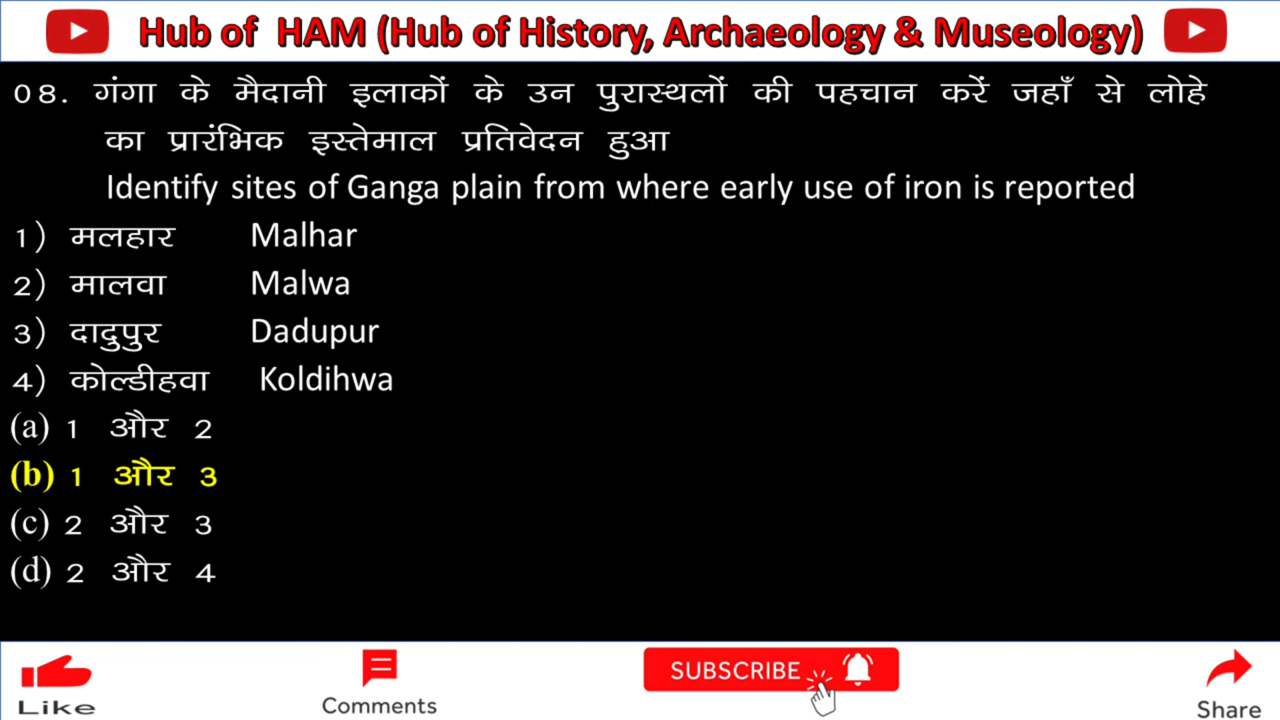 Hub of HAM (Hub of History, Archaeology & Museology)
08. गंगा के मैदानी इलाकों के उन पुरास्थलों की पहचान करें जहाँ से लोहे
का प्रारंभिक इस्तेमाल प्रतिवेदन हुआ
Identify sites of Ganga plain from where early use of iron is reported
1) मलहार Malhar
2) मालवा Malwa
3) दादुपुर Dadupur
4) कोल्डीहवा Koldihwa
(a) 1 और 2
(b) 1 और 3
(c) 2 और 3
(d) 2 और 4
Like
Comments
SUBSCRIBE
Share